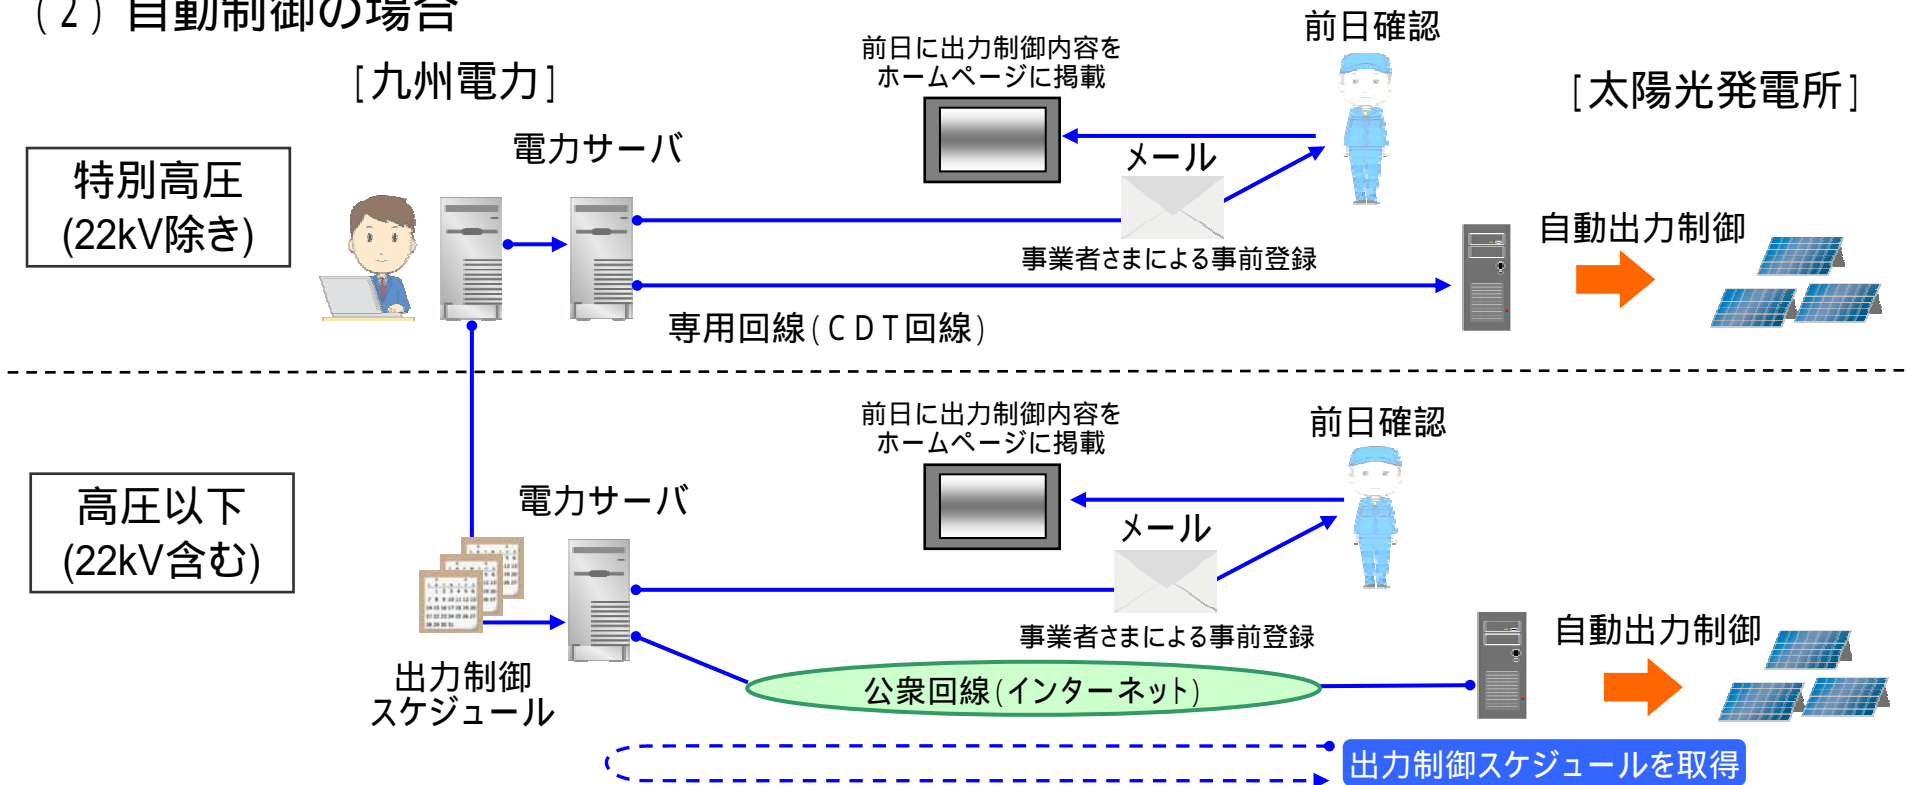 (2)自動制御の場合
[九州電力]
前日に出力制御内容を
ホームページに掲載
前日確認
[太陽光発電所]
特別高圧
(22kV除き)
電力サーバ
メール
事業者さまによる事前登録
自動出力制御
専用回線(CDT回線)
前日に出力制御内容を
ホームページに掲載
前日確認
高圧以下
(22kV含む)
電力サーバ
メール
事業者さまによる事前登録
自動出力制御
出力制御
スケジュール
公衆回線(インターネット)
出力制御スケジュールを取得